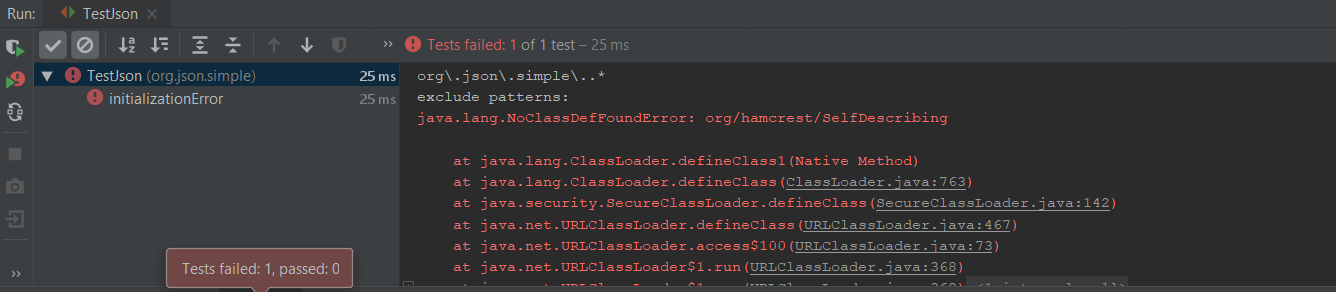 Run: TestJson
Tests failed: 1 of 1 test – 25 ms
TestJson (org.json.simple) 25 ms
initializationError 25 ms
org\.json\.simple\..*
exclude patterns:
java.lang.NoClassDefFoundError: org/hamcrest/SelfDescribing
at java.lang.ClassLoader.defineClass1(Native Method)
at java.lang.ClassLoader.defineClass(ClassLoader.java:763)
at java.security.SecureClassLoader.defineClass(SecureClassLoader.java:142)
at java.net.URLClassLoader.defineClass(URLClassLoader.java:467)
at java.net.URLClassLoader.access$100(URLClassLoader.java:73)
at java.net.URLClassLoader$1.run(URLClassLoader.java:368)
Tests failed: 1, passed: 0